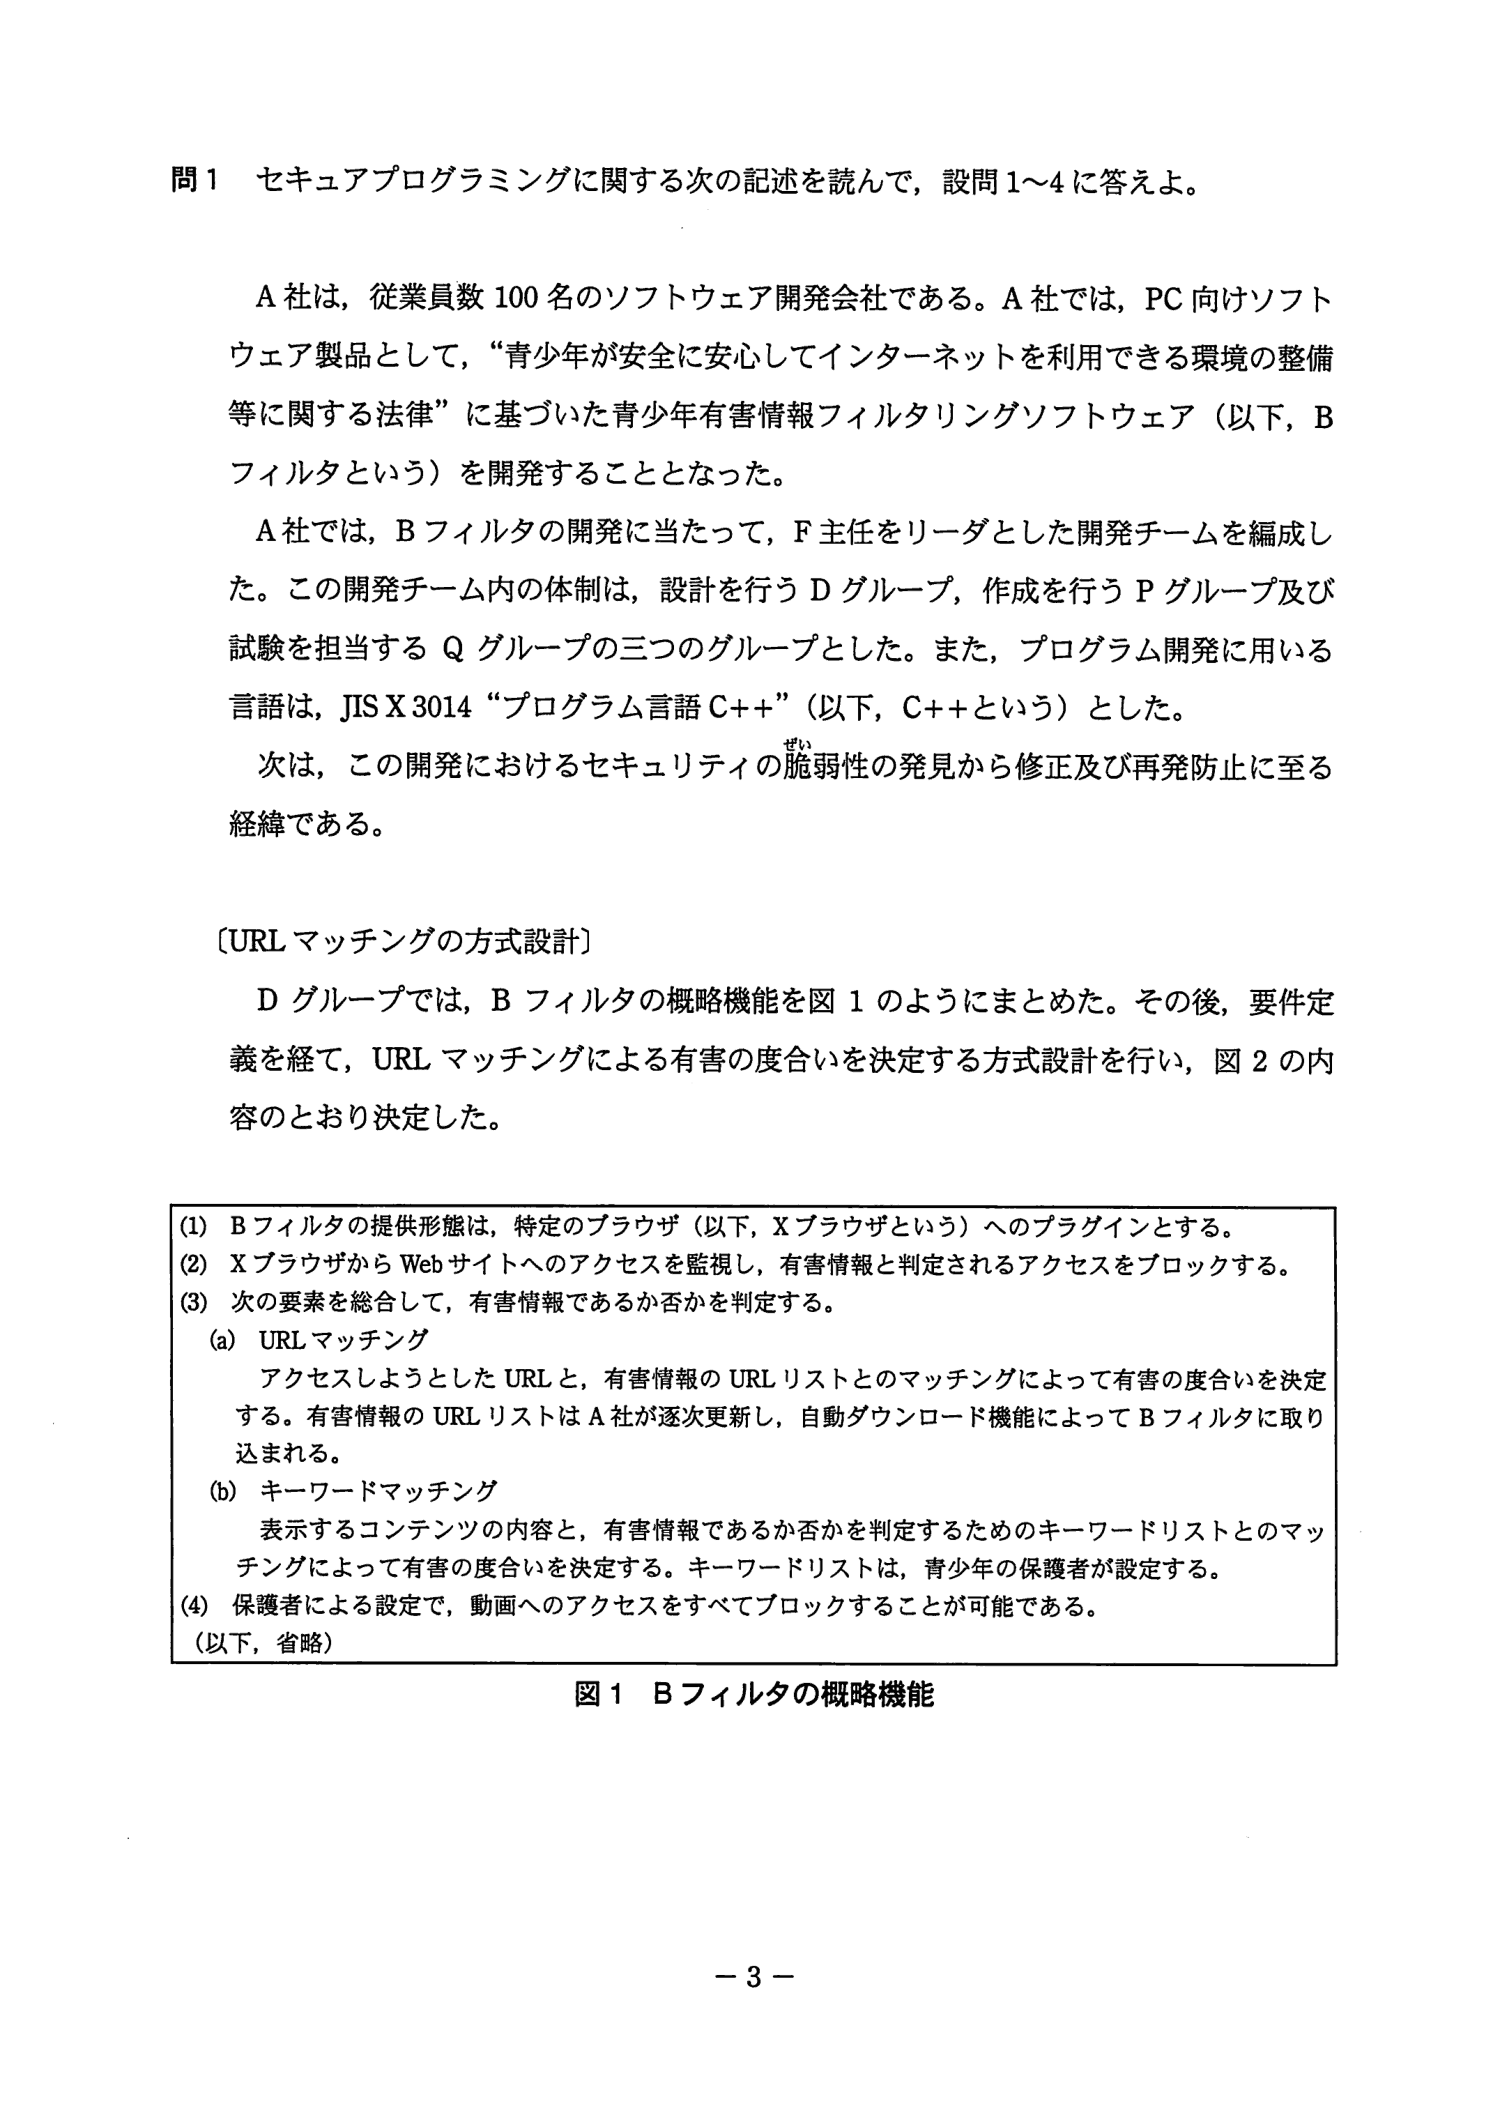 問1 セキュアプログラミングに関する次の記述を読んで，設問1～4に答えよ。
A社は，従業員数100名のソフトウェア開発会社である。A社では，PC向けソフト
ウェア製品として，“青少年が安全に安心してインターネットを利用できる環境の整備
等に関する法律”に基づいた青少年有害情報フィルタリングソフトウェア（以下，B
フィルタという）を開発することとなった。
A社では，Bフィルタの開発に当たって，F主任をリーダとした開発チームを編成し
た。この開発チーム内の体制は，設計を行うDグループ，作成を行うPグループ及び
試験を担当するQグループの三つのグループとした。また，プログラム開発に用いる
言語は，JIS X 3014“プログラム言語C++”（以下，C++という）とした。
ぜい
次は，この開発におけるセキュリティの脆弱性の発見から修正及び再発防止に至る
経緯である。
〔URLマッチングの方式設計〕
Dグループでは，Bフィルタの概略機能を図1のようにまとめた。その後，要件定
義を経て，URLマッチングによる有害の度合いを決定する方式設計を行い，図2の内
容のとおり決定した。
(1) Bフィルタの提供形態は，特定のブラウザ（以下，Xブラウザという）へのプラグインとする。
(2) XブラウザからWebサイトへのアクセスを監視し，有害情報と判定されるアクセスをブロックする。
(3) 次の要素を総合して，有害情報であるか否かを判定する。
(a) URLマッチング
アクセスしようとしたURLと，有害情報のURLリストとのマッチングによって有害の度合いを決定
する。有害情報のURLリストはA社が逐次更新し，自動ダウンロード機能によってBフィルタに取り
込まれる。
(b) キーワードマッチング
表示するコンテンツの内容と，有害情報であるか否かを判定するためのキーワードリストとのマッ
チングによって有害の度合いを決定する。キーワードリストは，青少年の保護者が設定する。
(4) 保護者による設定で，動画へのアクセスをすべてブロックすることが可能である。
（以下，省略）
図1 Bフィルタの概略機能
－3－